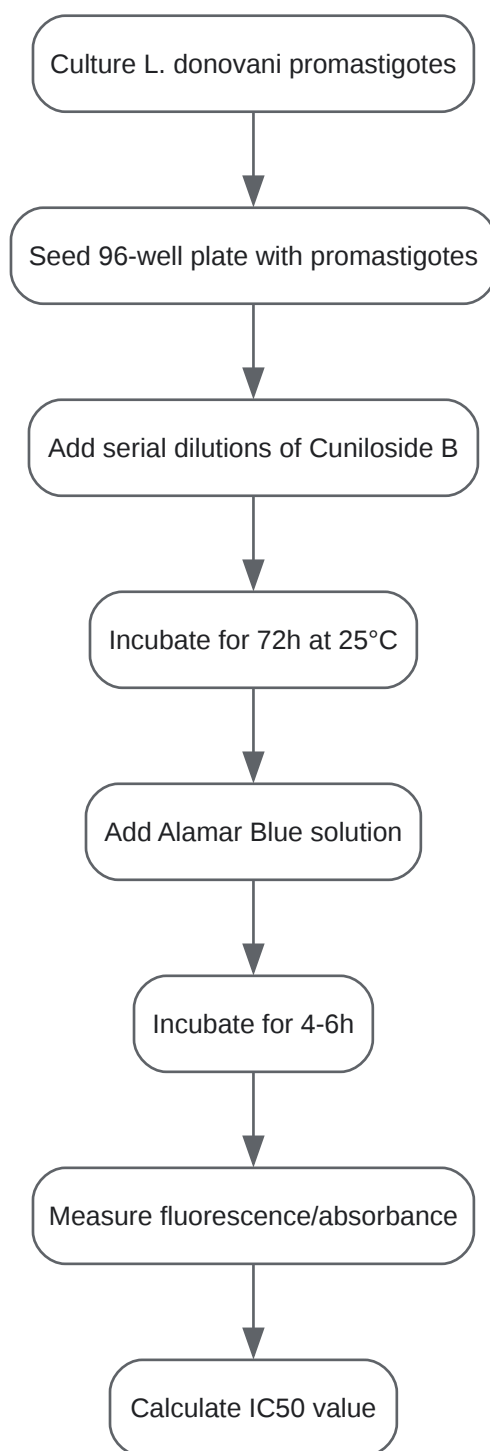 Culture L. donovani promastigotes
Seed 96-well plate with promastigotes
Add serial dilutions of Cuniloside B
Incubate for 72h at 25°C
Add Alamar Blue solution
Incubate for 4-6h
Measure fluorescence/absorbance
Calculate IC50 value